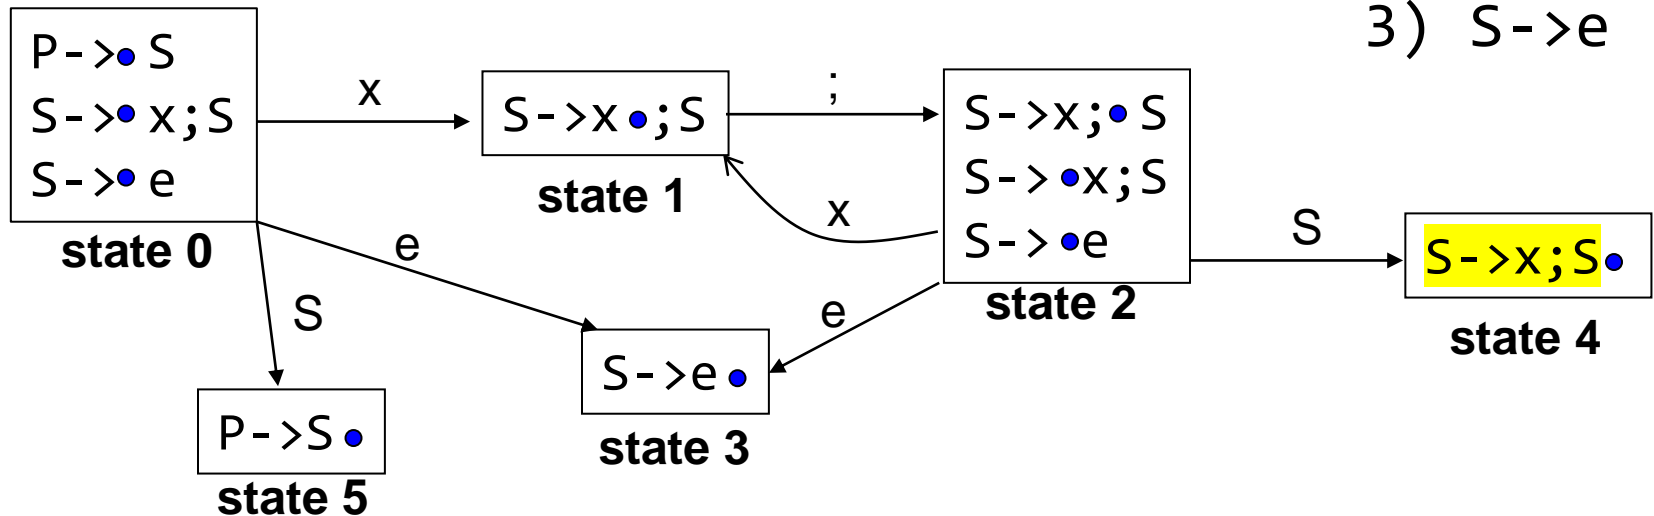 3) S->e
P->• S
S->• x;S
S->• e
state 0
x
S->x •;S
state 1
;
S->x;• S
S-> •x;S
S-> •e
state 2
x
S
S->x;S•
state 4
e
S
e
S->e •
state 3
P->S •
state 5